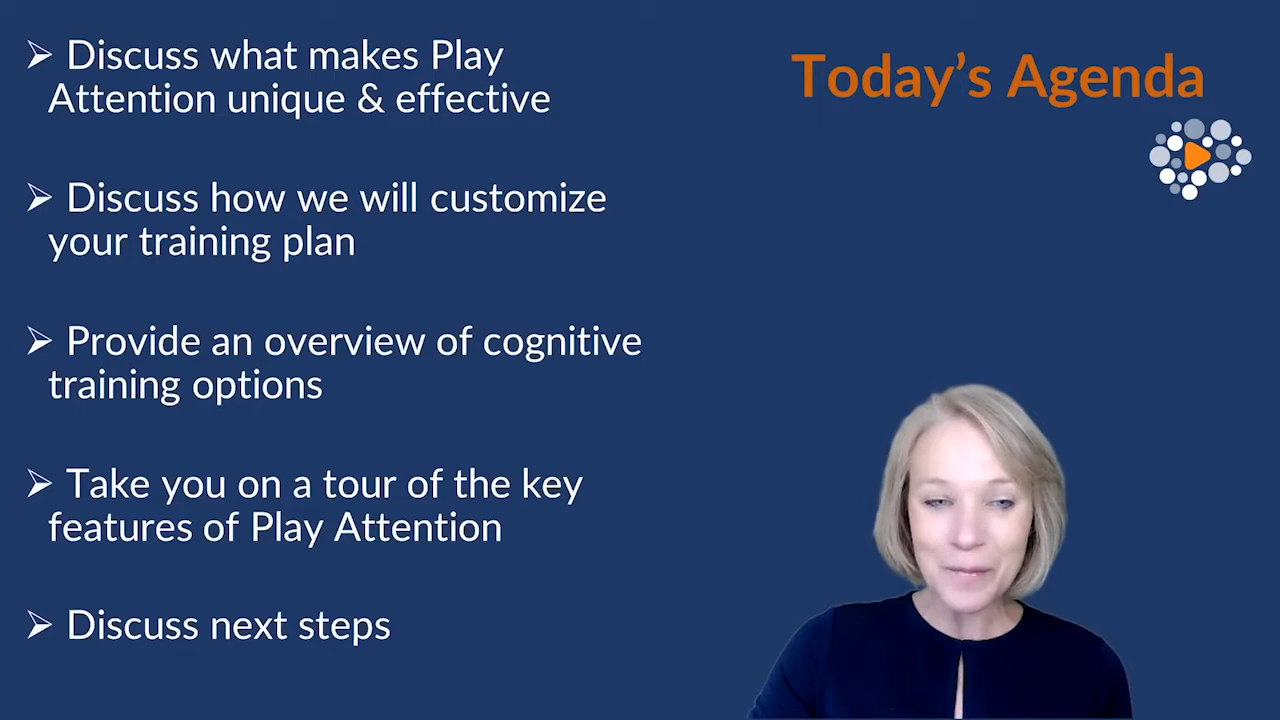 Today's Agenda
➢ Discuss what makes Play
Attention unique & effective
➢ Discuss how we will customize
your training plan
➢ Provide an overview of cognitive
training options
➢ Take you on a tour of the key
features of Play Attention
➢ Discuss next steps